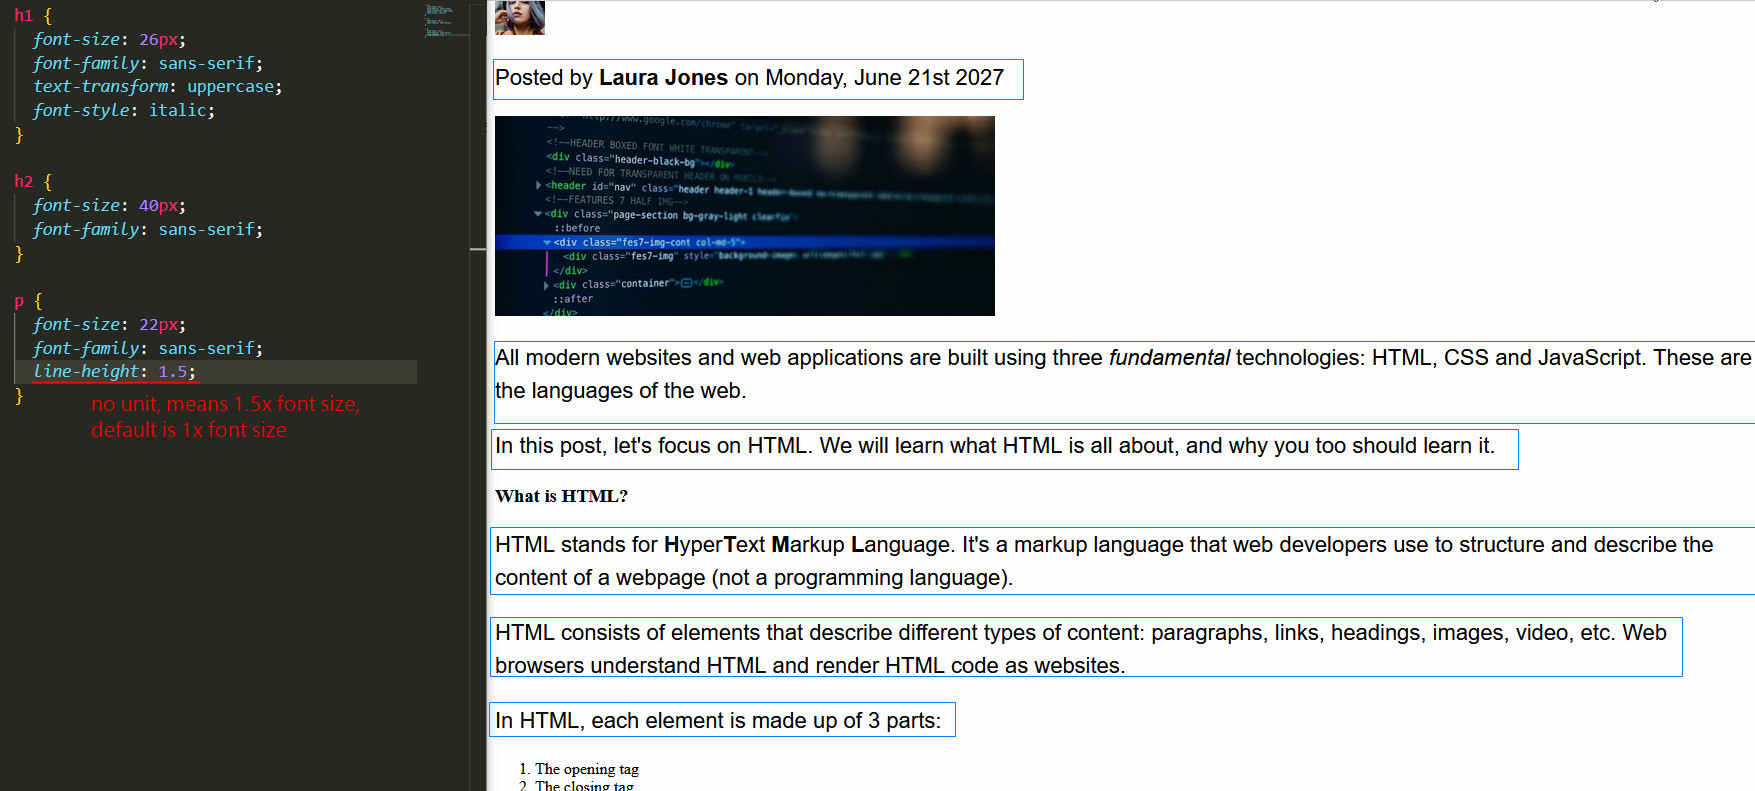 h1 {
font-size: 26px;
font-family: sans-serif;
text-transform: uppercase;
font-style: italic;
}
h2 {
font-size: 40px;
font-family: sans-serif;
}
p {
font-size: 22px;
font-family: sans-serif;
line-height: 1.5;
}
no unit, means 1.5x font size,
default is 1x font size
Posted by Laura Jones on Monday, June 21st 2027
-->
<!--HEADER BOXED FONT WHITE TRANSPARENT-->
<div class="header-black-bg"></div>
<!--NEED FOR TRANSPARENT HEADER ON MOBILE-->
<header id="nav" class="header
<!--FEATURES 7 HALF IMG-->
<div class="page-section bg-gray-light clearfix">
::before
<div class="fes7-img-cont col-md-5">
<div class="fes7-img" style="background-image:
</div>
<div class="container"></div>
::after
</div>
All modern websites and web applications are built using three fundamental technologies: HTML, CSS and JavaScript. These are
the languages of the web.
In this post, let's focus on HTML. We will learn what HTML is all about, and why you too should learn it.
What is HTML?
HTML stands for HyperText Markup Language. It's a markup language that web developers use to structure and describe the
content of a webpage (not a programming language).
HTML consists of elements that describe different types of content: paragraphs, links, headings, images, video, etc. Web
browsers understand HTML and render HTML code as websites.
In HTML, each element is made up of 3 parts:
1. The opening tag
2. The closing tag